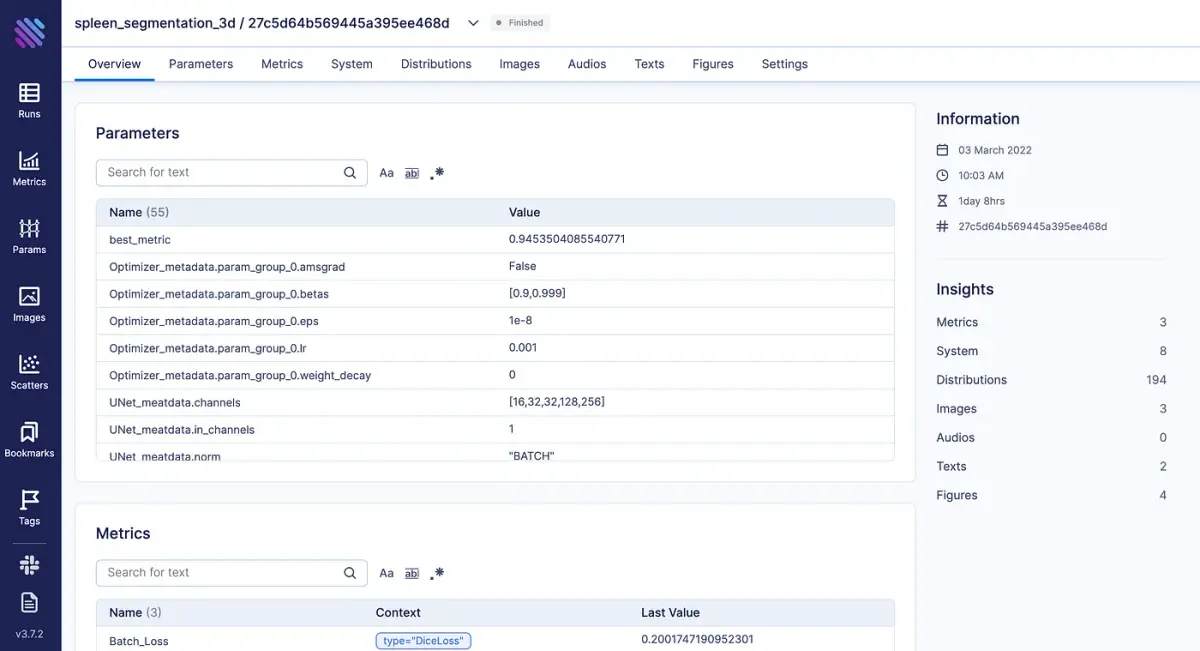 spleen_segmentation_3d / 27c5d64b569445a395ee468d Finished
Overview Parameters Metrics System Distributions Images Audios Texts Figures Settings
Runs
Metrics
Params
Images
Scatters
Bookmarks
Tags
v3.7.2
Parameters
Search for text Aa ab .*
Name (55) Value
best_metric 0.9453504085540771
Optimizer_metadata.param_group_0.amsgrad False
Optimizer_metadata.param_group_0.betas [0.9,0.999]
Optimizer_metadata.param_group_0.eps 1e-8
Optimizer_metadata.param_group_0.lr 0.001
Optimizer_metadata.param_group_0.weight_decay 0
UNet_meatdata.channels [16,32,32,128,256]
UNet_meatdata.in_channels 1
UNet_meatdata.norm "BATCH"
Metrics
Search for text Aa ab .*
Name (3) Context Last Value
Batch_Loss type="DiceLoss" 0.2001747190952301
Information
03 March 2022
10:03 AM
1day 8hrs
# 27c5d64b569445a395ee468d
Insights
Metrics 3
System 8
Distributions 194
Images 3
Audios 0
Texts 2
Figures 4